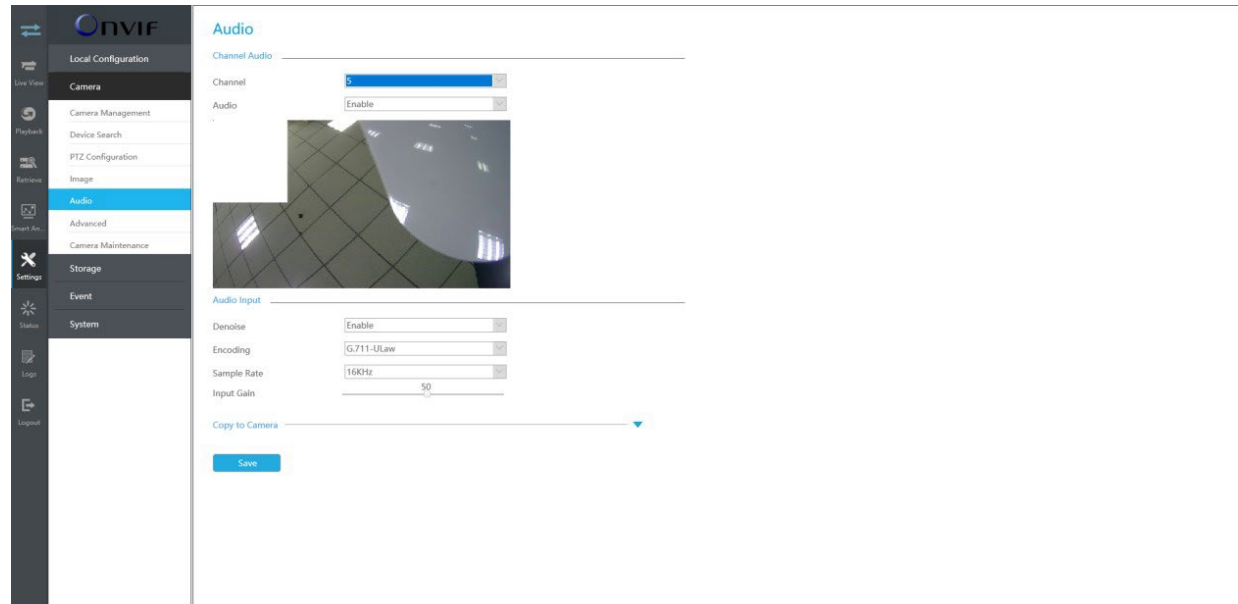 Onvif
Local Configuration
Camera
Camera Management
Device Search
PTZ Configuration
Image
Audio
Advanced
Camera Maintenance
Storage
Event
System
Live View
Playback
Retrieve
Smart An...
Settings
Status
Logs
Logout
Audio
Channel Audio
Channel 5
Audio Enable
Audio Input
Denoise Enable
Encoding G.711-ULaw
Sample Rate 16KHz
Input Gain 50
Copy to Camera
Save